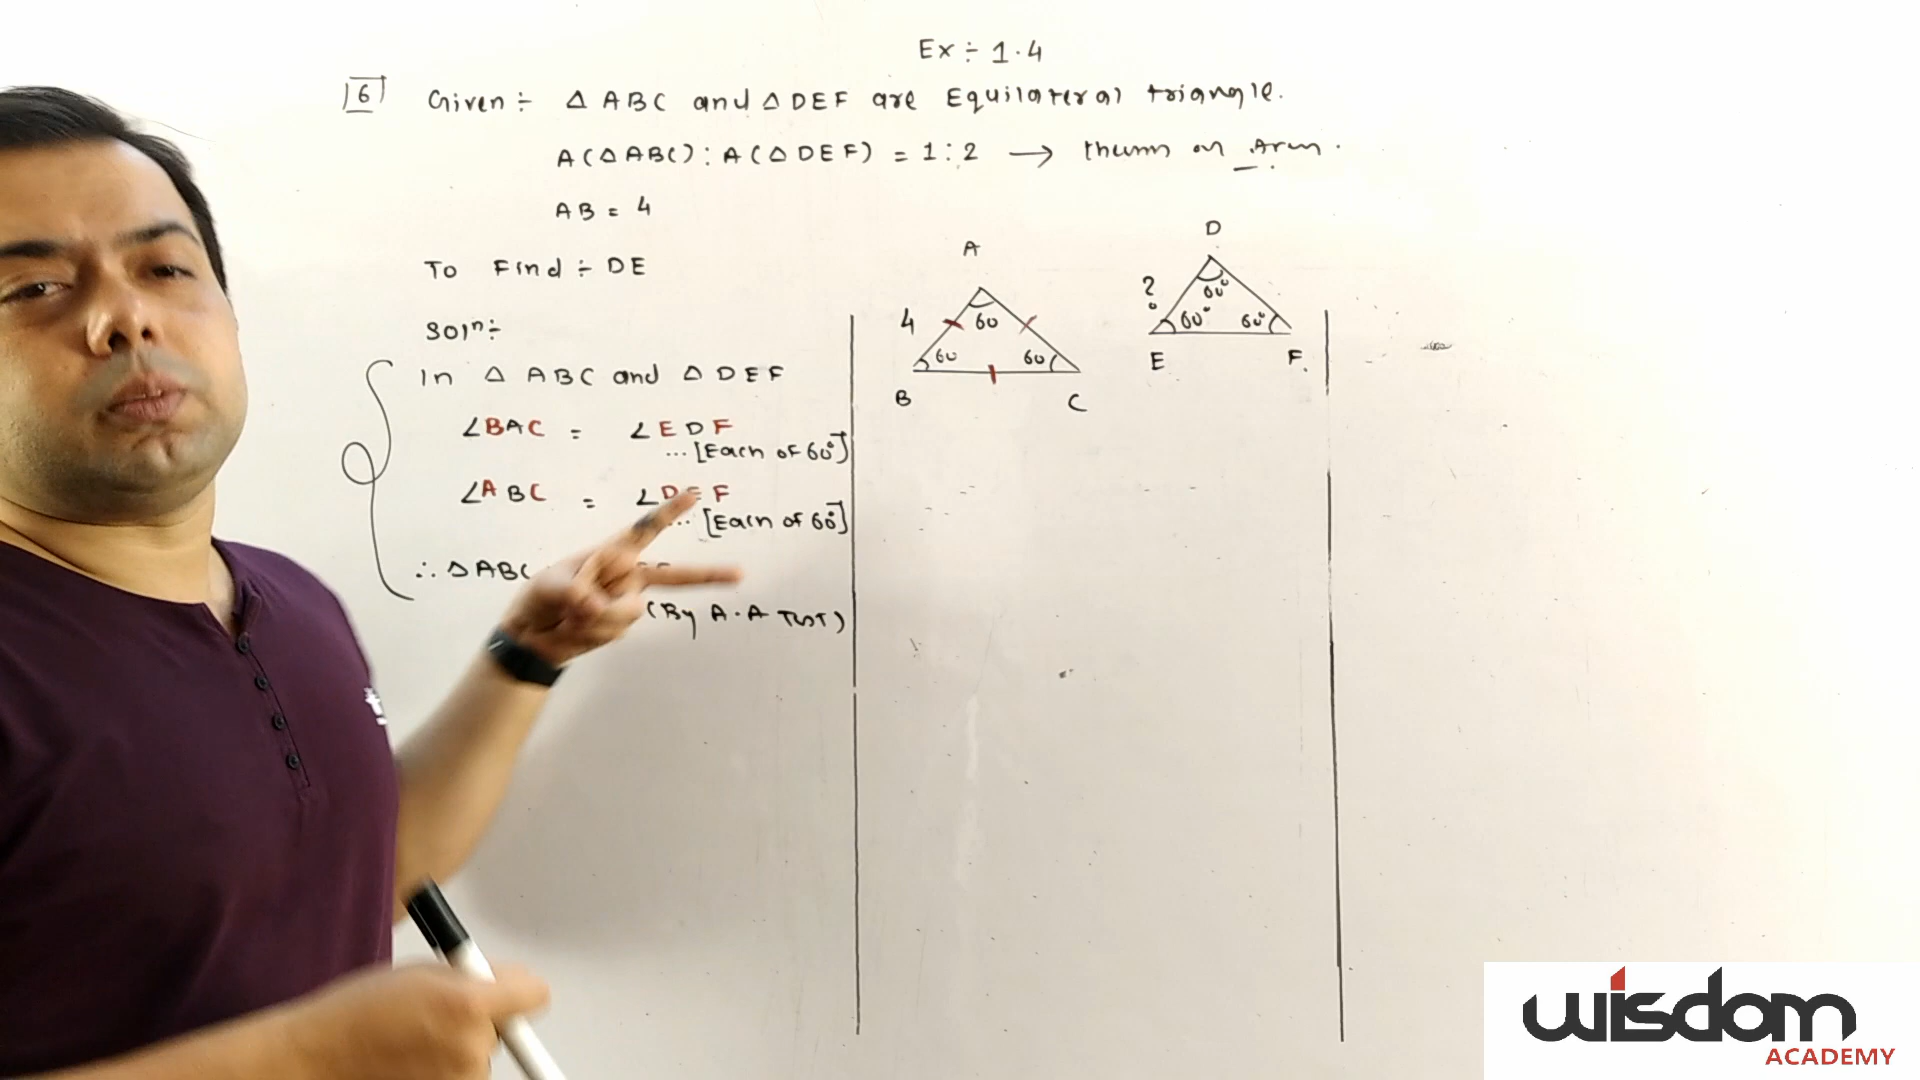 Ex ÷ 1.4
6 Given ÷ △ ABC and △ DEF are Equilateral triangle.
A(△ ABC) : A(△ DEF) = 1 : 2 →
AB = 4
To Find ÷ DE
Solⁿ ÷
In △ ABC and △ DEF
∠BAC = ∠EDF
... [Each of 60°]
∠ABC = ∠DEF
... [Each of 60°]
∴ △ABC
(By A.A Test)
A
4
60
60
60
B
C
D
?
60°
60°
60°
E
F.
wisdom
ACADEMY